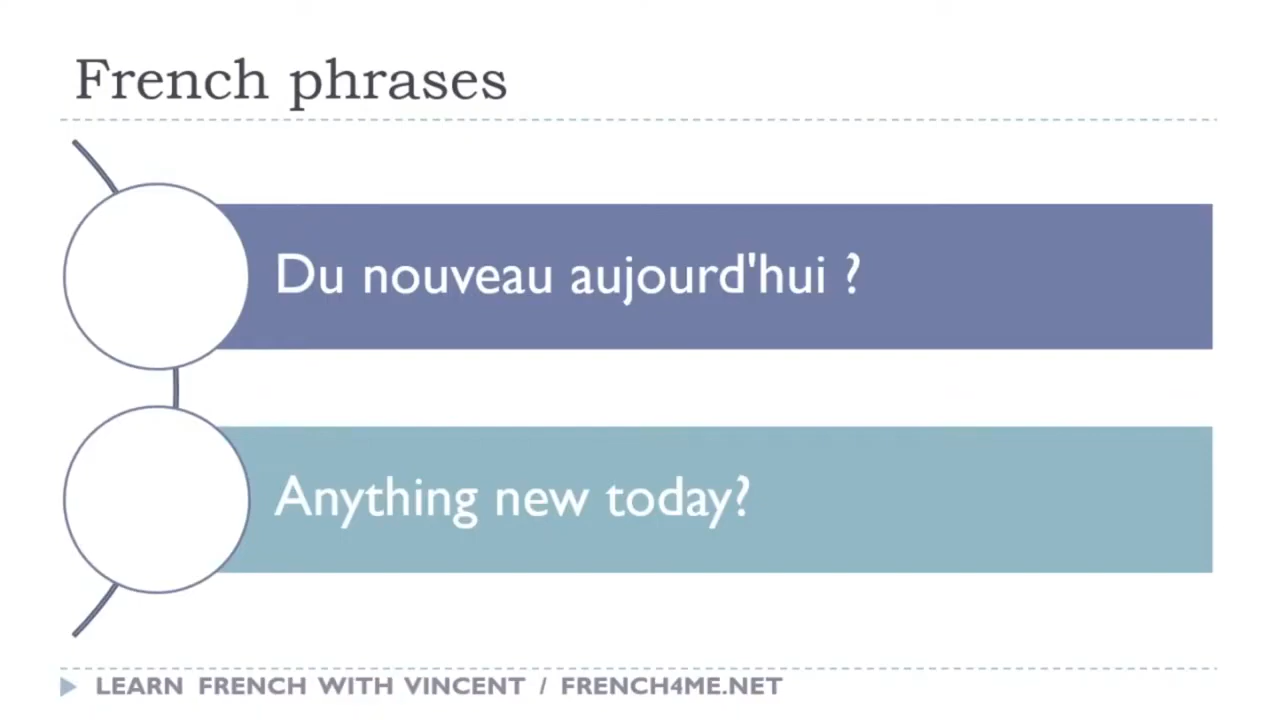 French phrases
Du nouveau aujourd'hui ?
Anything new today?
LEARN FRENCH WITH VINCENT / FRENCH4ME.NET